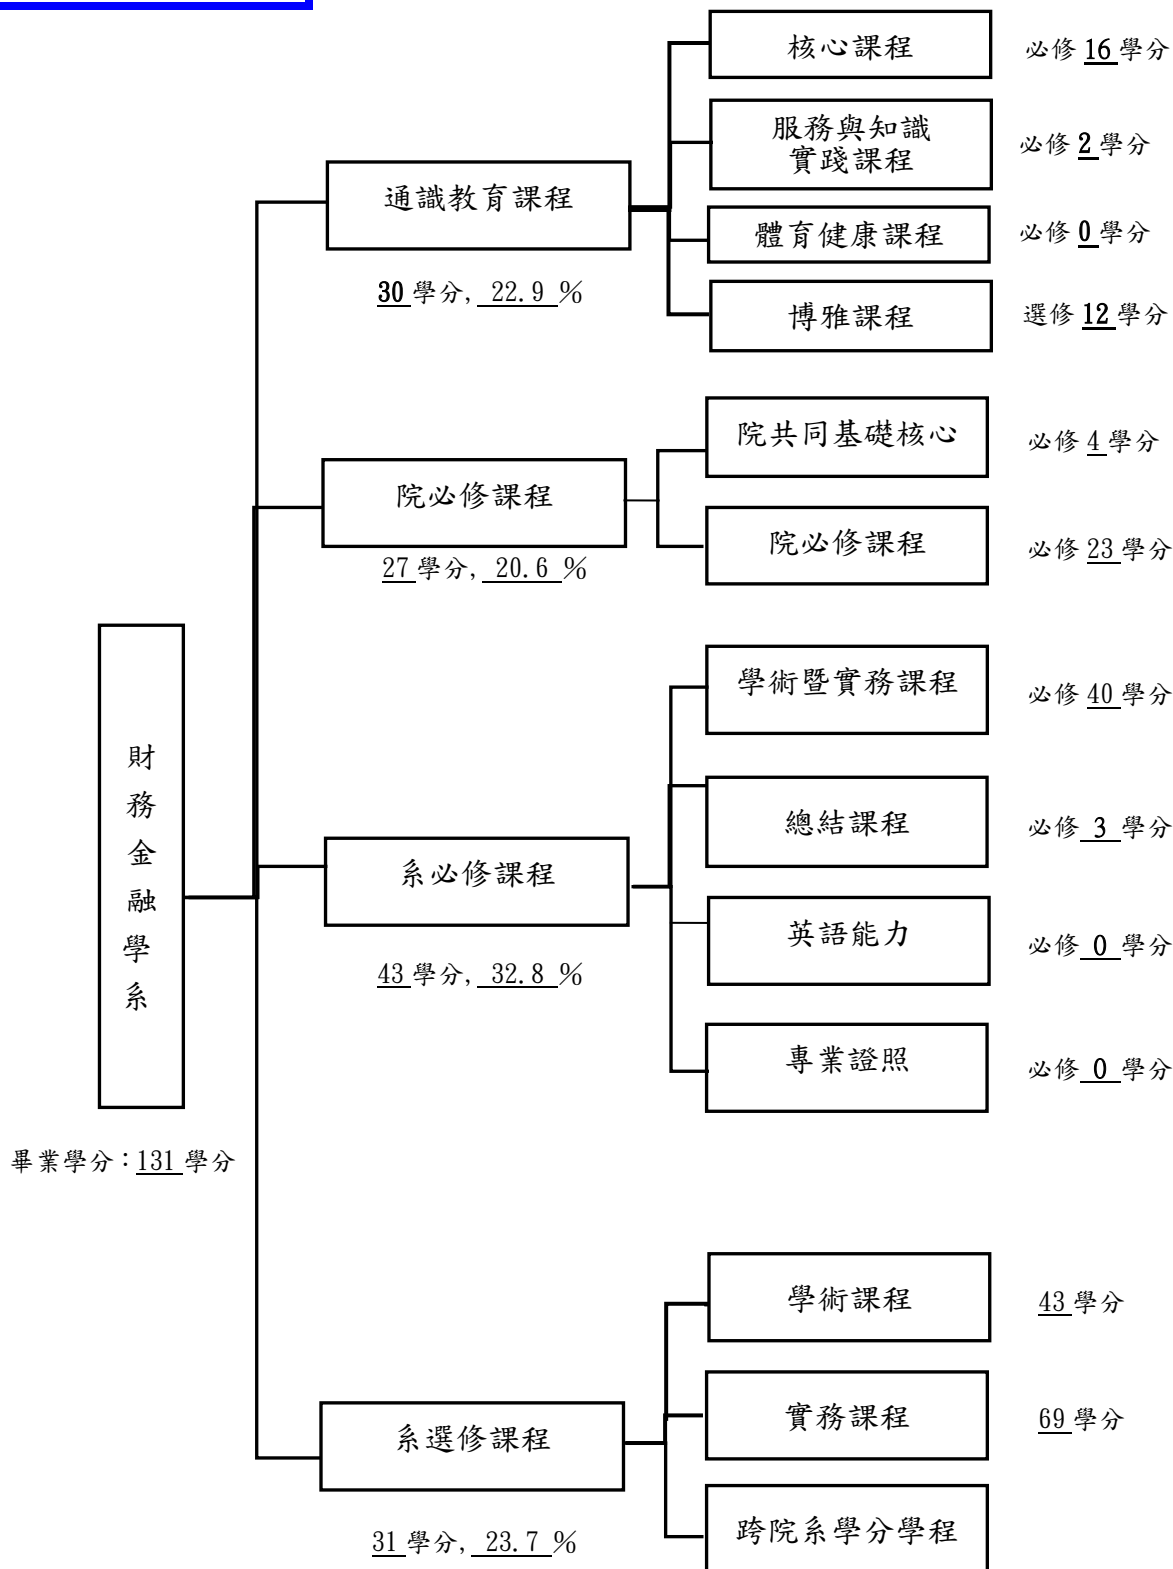 核心課程
必修 16 學分
服務與知識
實踐課程
必修 2 學分
通識教育課程
體育健康課程
必修 0 學分
30 學分, 22.9 %
博雅課程
選修 12 學分
院共同基礎核心
必修 4 學分
院必修課程
院必修課程
必修 23 學分
27 學分, 20.6 %
學術暨實務課程
必修 40 學分
財務金融學系
總結課程
必修 3 學分
系必修課程
英語能力
必修 0 學分
43 學分, 32.8 %
專業證照
必修 0 學分
畢業學分：131 學分
學術課程
43 學分
系選修課程
實務課程
69 學分
31 學分, 23.7 %
跨院系學分學程